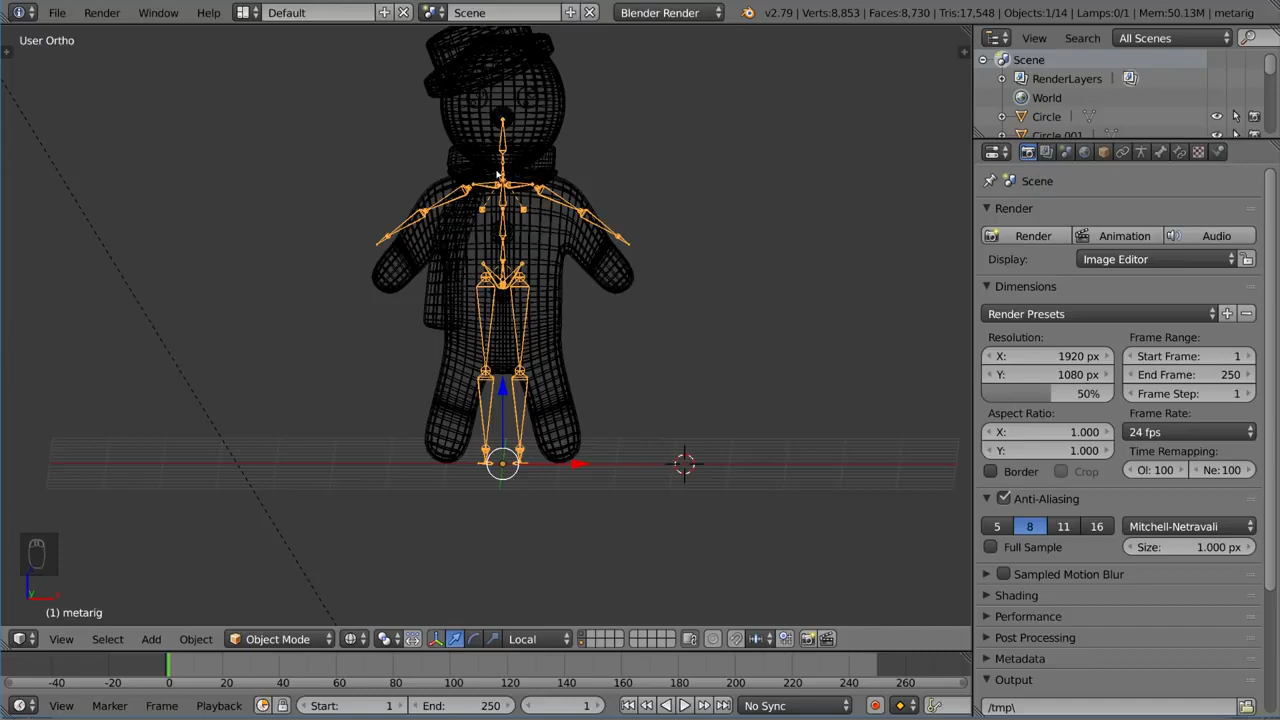 File Render Window Help Default Scene Blender Render v2.79 | Verts:8,853 | Faces:8,730 | Tris:17,548 | Objects:1/14 | Lamps:0/1 | Mem:50.13M | metarig
User Ortho
View Search All Scenes
Scene
RenderLayers
World
Circle
Circle.001
Scene
Render
Render Animation Audio
Display: Image Editor
Dimensions
Render Presets
Resolution: Frame Range:
X: 1920 px Start Frame: 1
Y: 1080 px End Frame: 250
50% Frame Step: 1
Aspect Ratio: Frame Rate:
X: 1.000 24 fps
Y: 1.000 Time Remapping:
Border Crop Ol: 100 Ne: 100
Anti-Aliasing
5 8 11 16 Mitchell-Netravali
Full Sample Size: 1.000 px
Sampled Motion Blur
Shading
Performance
Post Processing
Metadata
Output
/tmp\
z
y x
(1) metarig
View Select Add Object Object Mode Local
-40 -20 0 20 40 60 80 100 120 140 160 180 200 220 240 260
View Marker Frame Playback Start: 1 End: 250 1 No Sync